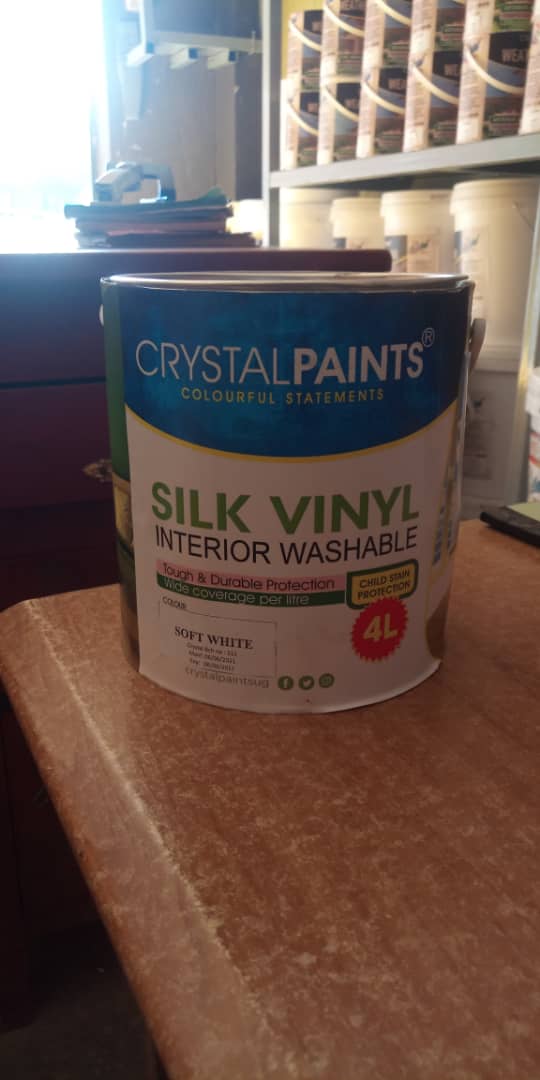 CRYSTALPAINTS®
COLOURFUL STATEMENTS
SILK VINYL
INTERIOR WASHABLE
Tough & Durable Protection
Wide coverage per litre
CHILD STAIN
PROTECTION
4L
COLOUR
SOFT WHITE
crystalpaintsug